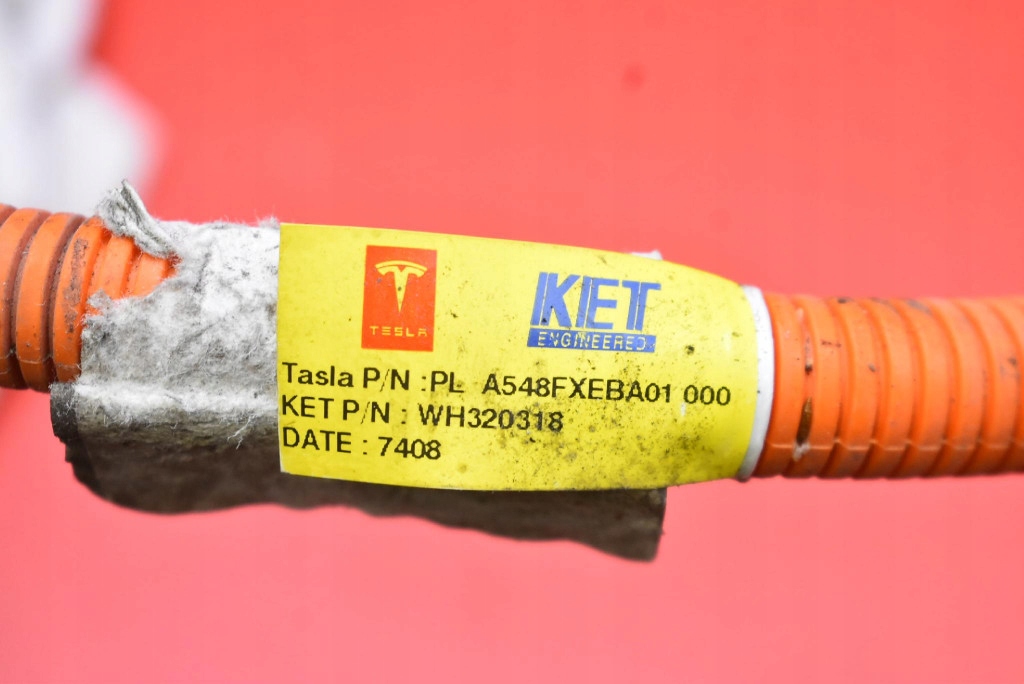 TESLA
KET
ENGINEERED
Tasla P/N :PL A548FXEBA01 000
KET P/N : WH320318
DATE : 7408